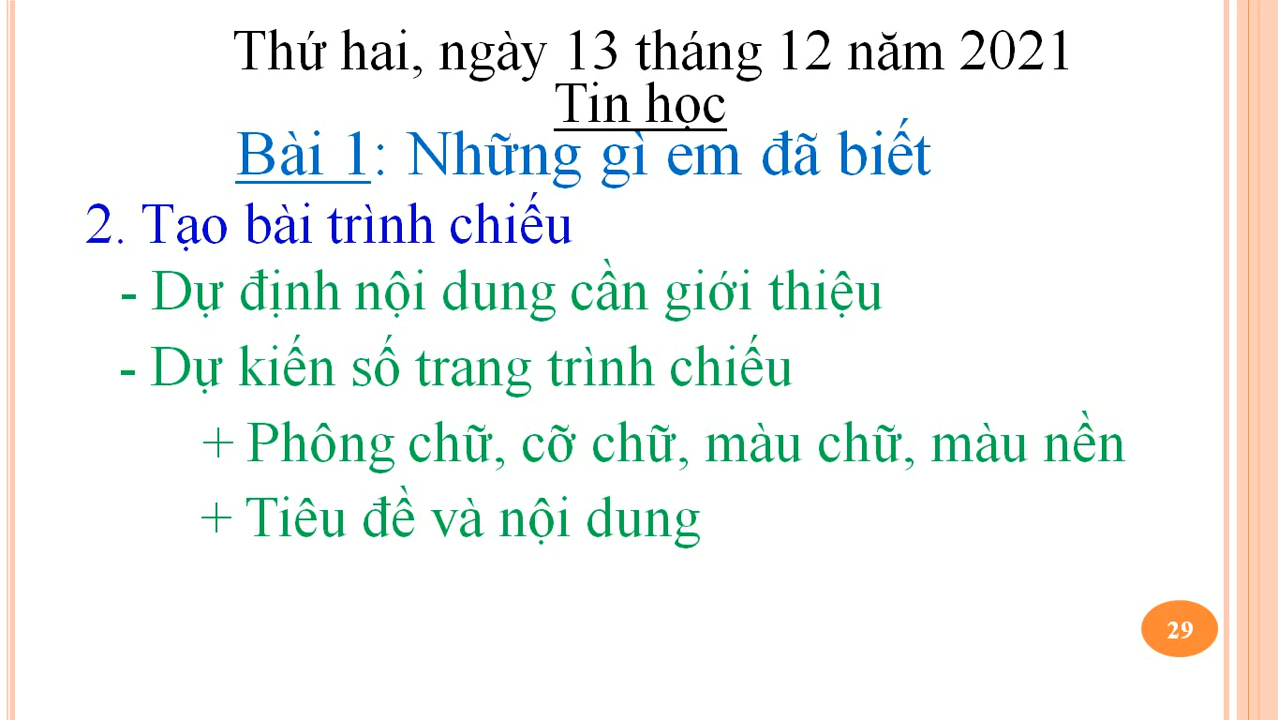 Thứ hai, ngày 13 tháng 12 năm 2021
Tin học
Bài 1: Những gì em đã biết
2. Tạo bài trình chiếu
- Dự định nội dung cần giới thiệu
- Dự kiến số trang trình chiếu
+ Phông chữ, cỡ chữ, màu chữ, màu nền
+ Tiêu đề và nội dung
29